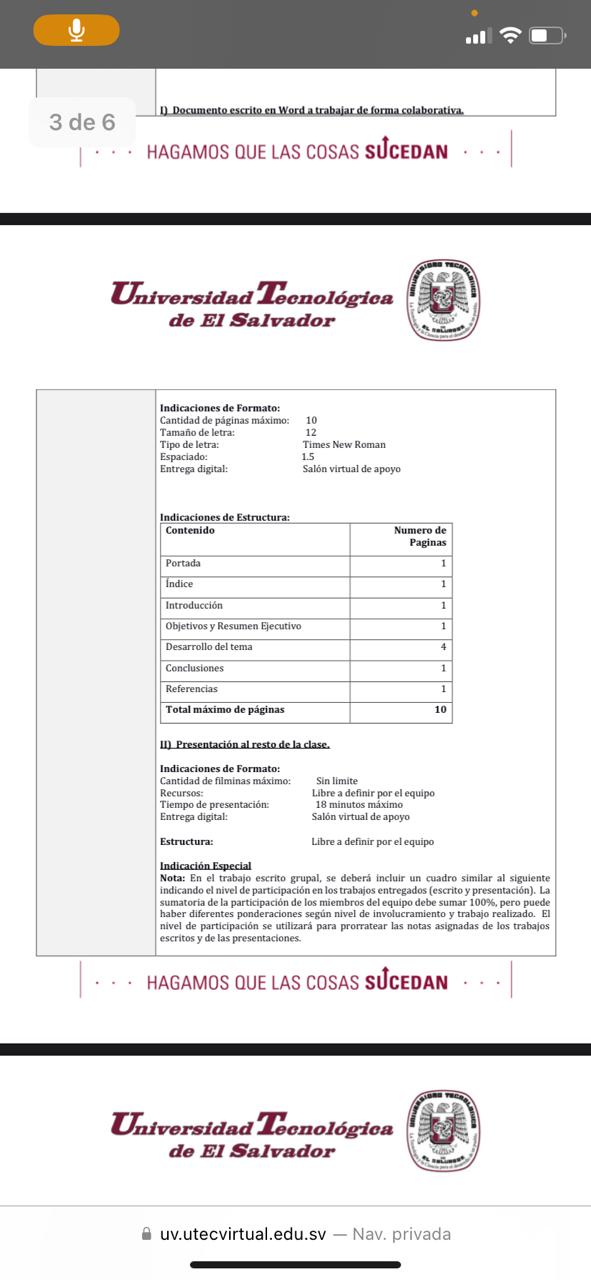 I) Documento escrito en Word a trabajar de forma colaborativa.
3 de 6
HAGAMOS QUE LAS COSAS SUCEDAN
Universidad Tecnológica
de El Salvador
Indicaciones de Formato:
Cantidad de páginas máximo: 10
Tamaño de letra: 12
Tipo de letra: Times New Roman
Espaciado: 1.5
Entrega digital: Salón virtual de apoyo
Indicaciones de Estructura:
Contenido Numero de
Paginas
Portada 1
Índice 1
Introducción 1
Objetivos y Resumen Ejecutivo 1
Desarrollo del tema 4
Conclusiones 1
Referencias 1
Total máximo de páginas 10
II) Presentación al resto de la clase.
Indicaciones de Formato:
Cantidad de filminas máximo: Sin limite
Recursos: Libre a definir por el equipo
Tiempo de presentación: 18 minutos máximo
Entrega digital: Salón virtual de apoyo
Estructura: Libre a definir por el equipo
Indicación Especial
Nota: En el trabajo escrito grupal, se deberá incluir un cuadro similar al siguiente
indicando el nivel de participación en los trabajos entregados (escrito y presentación). La
sumatoria de la participación de los miembros del equipo debe sumar 100%, pero puede
haber diferentes ponderaciones según nivel de involucramiento y trabajo realizado. El
nivel de participación se utilizará para prorratear las notas asignadas de los trabajos
escritos y de las presentaciones.
HAGAMOS QUE LAS COSAS SUCEDAN
Universidad Tecnológica
de El Salvador
uv.utecvirtual.edu.sv — Nav. privada